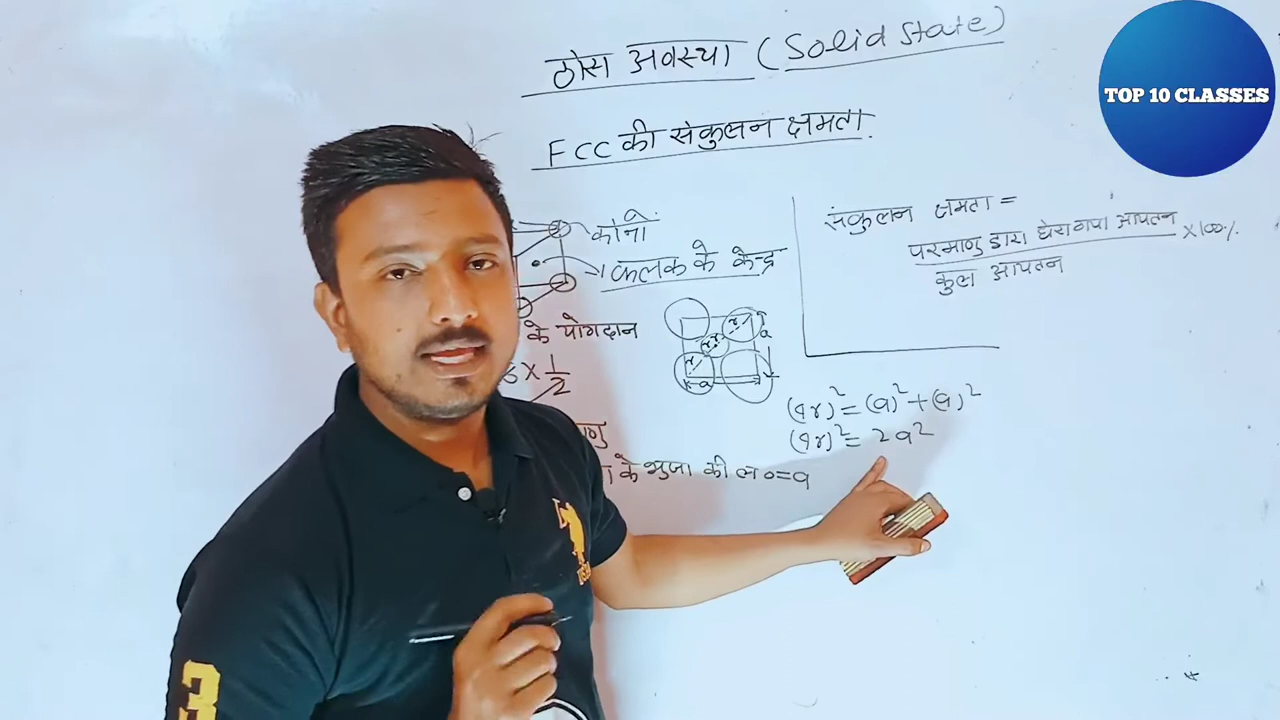 ठोस अवस्था (Solid State)
TOP 10 CLASSES
FCC की संकुलन क्षमता.
कोनों
फलक के केन्द्र
के योगदान
6 × 1/2
के भुजा की ल० = a
संकुलन क्षमता =
परमाणु द्वारा घेरा गया आयतन × 100%
कुल आयतन
(4r)² = (a)² + (a)²
(4r)² = 2a²
3